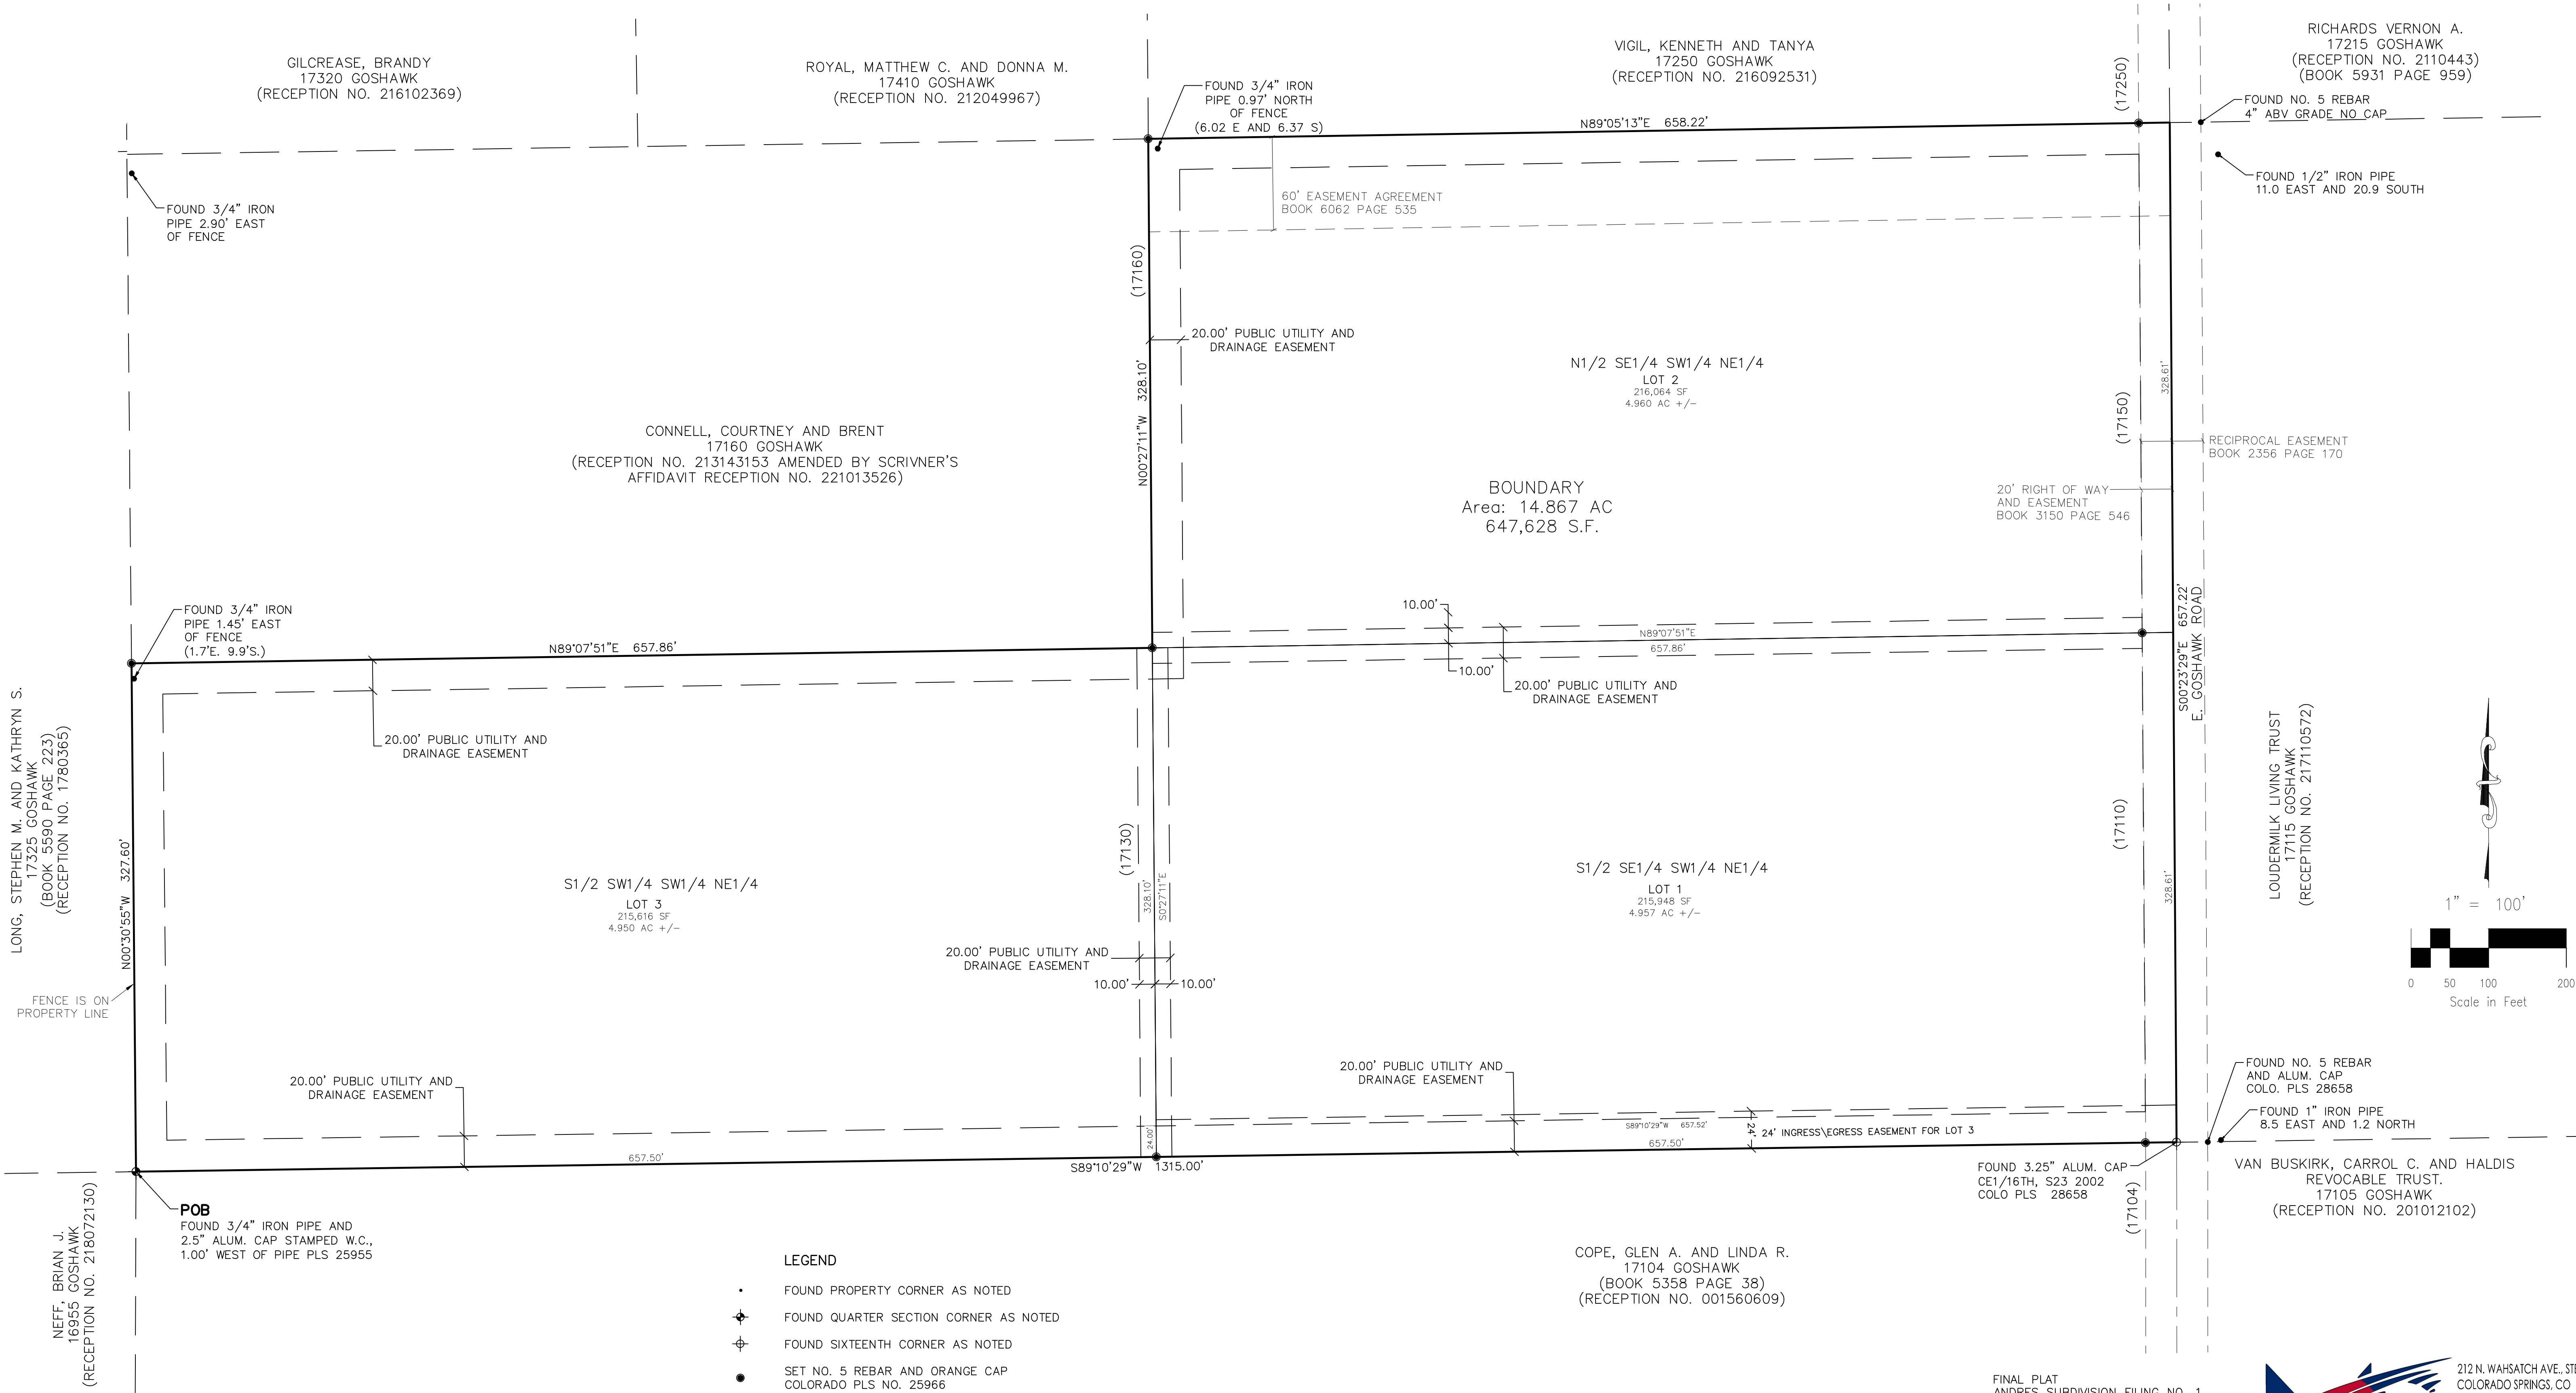 GILCREASE, BRANDY
17320 GOSHAWK
(RECEPTION NO. 216102369)
ROYAL, MATTHEW C. AND DONNA M.
17410 GOSHAWK
(RECEPTION NO. 212049967)
VIGIL, KENNETH AND TANYA
17250 GOSHAWK
(RECEPTION NO. 216092531)
RICHARDS VERNON A.
17215 GOSHAWK
(RECEPTION NO. 2110443)
(BOOK 5931 PAGE 959)
FOUND 3/4" IRON
PIPE 0.97' NORTH
OF FENCE
(6.02 E AND 6.37 S)
N89°05'13"E 658.22'
(17250)
FOUND NO. 5 REBAR
4" ABV GRADE NO CAP
FOUND 1/2" IRON PIPE
11.0 EAST AND 20.9 SOUTH
FOUND 3/4" IRON
PIPE 2.90' EAST
OF FENCE
60' EASEMENT AGREEMENT
BOOK 6062 PAGE 535
(17160)
N00°27'11"W 328.10'
20.00' PUBLIC UTILITY AND
DRAINAGE EASEMENT
N1/2 SE1/4 SW1/4 NE1/4
LOT 2
216,064 SF
4.960 AC +/-
328.61'
(17150)
RECIPROCAL EASEMENT
BOOK 2356 PAGE 170
CONNELL, COURTNEY AND BRENT
17160 GOSHAWK
(RECEPTION NO. 213143153 AMENDED BY SCRIVNER'S
AFFIDAVIT RECEPTION NO. 221013526)
BOUNDARY
Area: 14.867 AC
647,628 S.F.
20' RIGHT OF WAY
AND EASEMENT
BOOK 3150 PAGE 546
FOUND 3/4" IRON
PIPE 1.45' EAST
OF FENCE
(1.7'E. 9.9'S.)
N89°07'51"E 657.86'
10.00'
N89°07'51"E
657.86'
10.00'
20.00' PUBLIC UTILITY AND
DRAINAGE EASEMENT
S00°23'29"E 657.22'
E. GOSHAWK ROAD
20.00' PUBLIC UTILITY AND
DRAINAGE EASEMENT
LONG, STEPHEN M. AND KATHRYN S.
17325 GOSHAWK
(BOOK 5590 PAGE 223)
(RECEPTION NO. 1780365)
N00°30'55"W 327.60'
FENCE IS ON
PROPERTY LINE
S1/2 SW1/4 SW1/4 NE1/4
LOT 3
215,616 SF
4.950 AC +/-
(17130)
328.10'
S0°27'11"E
20.00' PUBLIC UTILITY AND
DRAINAGE EASEMENT
10.00'
10.00'
S1/2 SE1/4 SW1/4 NE1/4
LOT 1
215,948 SF
4.957 AC +/-
(17110)
328.61'
LOUDERMILK LIVING TRUST
17115 GOSHAWK
(RECEPTION NO. 217110572)
1" = 100'
0 50 100 200
Scale in Feet
20.00' PUBLIC UTILITY AND
DRAINAGE EASEMENT
20.00' PUBLIC UTILITY AND
DRAINAGE EASEMENT
657.50'
24.00'
S89°10'29"W 1315.00'
S89°10'29"W 657.52'
657.50'
24'
24' INGRESS\EGRESS EASEMENT FOR LOT 3
FOUND NO. 5 REBAR
AND ALUM. CAP
COLO. PLS 28658
FOUND 1" IRON PIPE
8.5 EAST AND 1.2 NORTH
FOUND 3.25" ALUM. CAP
CE1/16TH, S23 2002
COLO PLS 28658
(17104)
VAN BUSKIRK, CARROL C. AND HALDIS
REVOCABLE TRUST.
17105 GOSHAWK
(RECEPTION NO. 201012102)
POB
FOUND 3/4" IRON PIPE AND
2.5" ALUM. CAP STAMPED W.C.,
1.00' WEST OF PIPE PLS 25955
NEFF, BRIAN J.
16955 GOSHAWK
(RECEPTION NO. 218072130)
COPE, GLEN A. AND LINDA R.
17104 GOSHAWK
(BOOK 5358 PAGE 38)
(RECEPTION NO. 001560609)
LEGEND
FOUND PROPERTY CORNER AS NOTED
FOUND QUARTER SECTION CORNER AS NOTED
FOUND SIXTEENTH CORNER AS NOTED
SET NO. 5 REBAR AND ORANGE CAP
COLORADO PLS NO. 25966
FINAL PLAT
ANDRES SUBDIVISION FILING NO. 1
212 N. WAHSATCH AVE., STE
COLORADO SPRINGS, CO